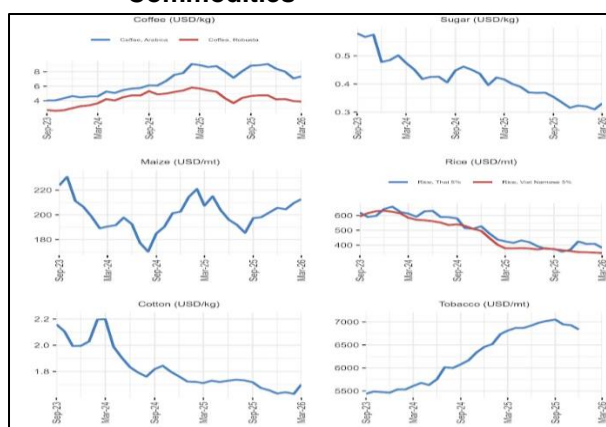 Commodities
Coffee (USD/kg)
Coffee, Arabica Coffee, Robusta
8
6
4
Sep-23 Mar-24 Sep-24 Mar-25 Sep-25 Mar-26
Sugar (USD/kg)
0.5
0.4
0.3
Sep-23 Mar-24 Sep-24 Mar-25 Sep-25 Mar-26
Maize (USD/mt)
220
200
180
Sep-23 Mar-24 Sep-24 Mar-25 Sep-25 Mar-26
Rice (USD/mt)
Rice, Thai 5% Rice, Viet Namese 5%
600
500
400
Sep-23 Mar-24 Sep-24 Mar-25 Sep-25 Mar-26
Cotton (USD/kg)
2.2
2.0
1.8
Sep-23 Mar-24 Sep-24 Mar-25 Sep-25 Mar-26
Tobacco (USD/mt)
7000
6500
6000
5500
Sep-23 Mar-24 Sep-24 Mar-25 Sep-25 Mar-26